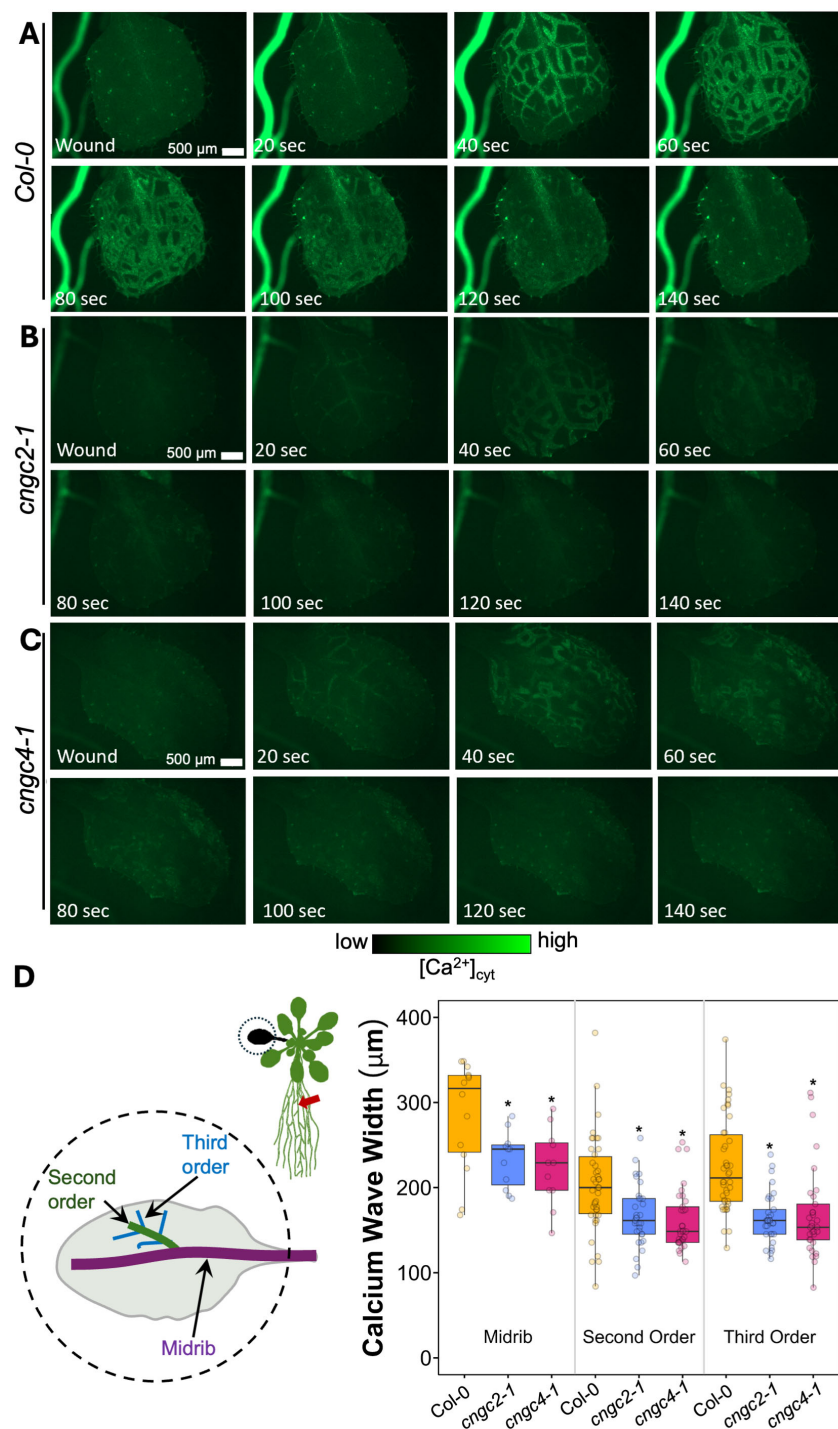 A
Col-0
Wound
500 µm
20 sec
40 sec
60 sec
80 sec
100 sec
120 sec
140 sec
B
cngc2-1
Wound
500 µm
20 sec
40 sec
60 sec
80 sec
100 sec
120 sec
140 sec
C
cngc4-1
Wound
500 µm
20 sec
40 sec
60 sec
80 sec
100 sec
120 sec
140 sec
low
high
[Ca²⁺]cyt
D
Third
order
Second
order
Midrib
Calcium Wave Width (µm)
400
300
200
100
0
* * * * * *
Midrib
Second Order
Third Order
Col-0
cngc2-1
cngc4-1
Col-0
cngc2-1
cngc4-1
Col-0
cngc2-1
cngc4-1